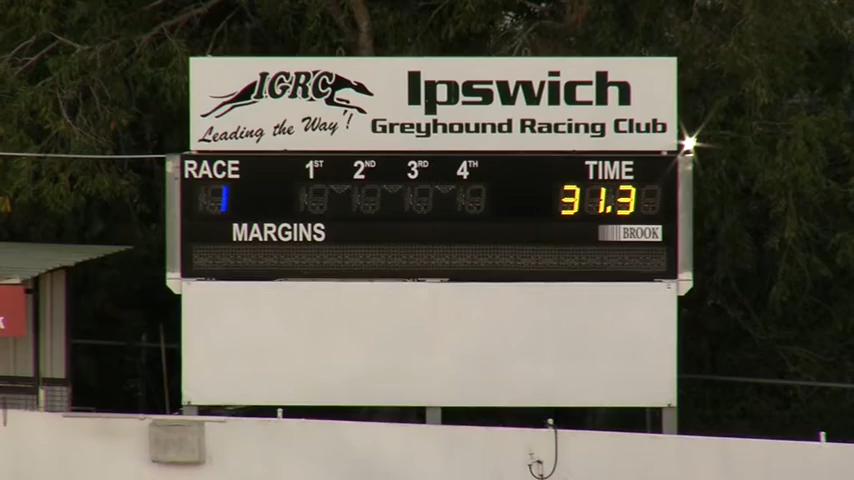 IGRC
Leading the Way'!
Ipswich
Greyhound Racing Club
RACE 1ST 2ND 3RD 4TH TIME
1 31.3
MARGINS BROOK